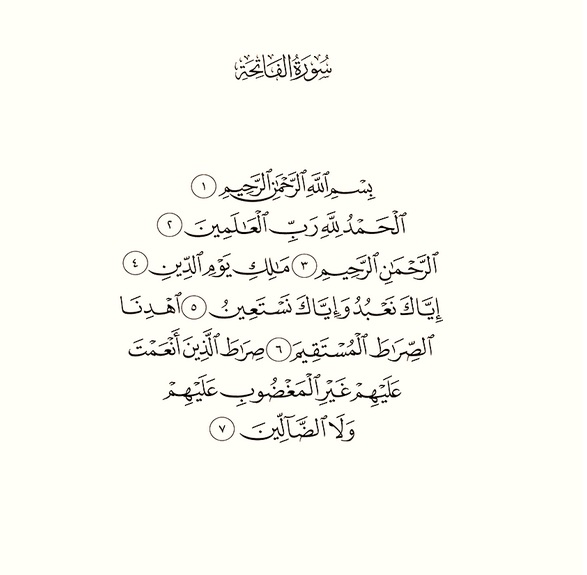 سُورَةُ الفَاتِحَةِ
بِسْمِ ٱللَّهِ ٱلرَّحْمَٰنِ ٱلرَّحِيمِ ١
ٱلْحَمْدُ لِلَّهِ رَبِّ ٱلْعَٰلَمِينَ ٢
ٱلرَّحْمَٰنِ ٱلرَّحِيمِ ٣ مَٰلِكِ يَوْمِ ٱلدِّينِ ٤
إِيَّاكَ نَعْبُدُ وَإِيَّاكَ نَسْتَعِينُ ٥ ٱهْدِنَا
ٱلصِّرَٰطَ ٱلْمُسْتَقِيمَ ٦ صِرَٰطَ ٱلَّذِينَ أَنْعَمْتَ
عَلَيْهِمْ غَيْرِ ٱلْمَغْضُوبِ عَلَيْهِمْ
وَلَا ٱلضَّآلِّينَ ٧